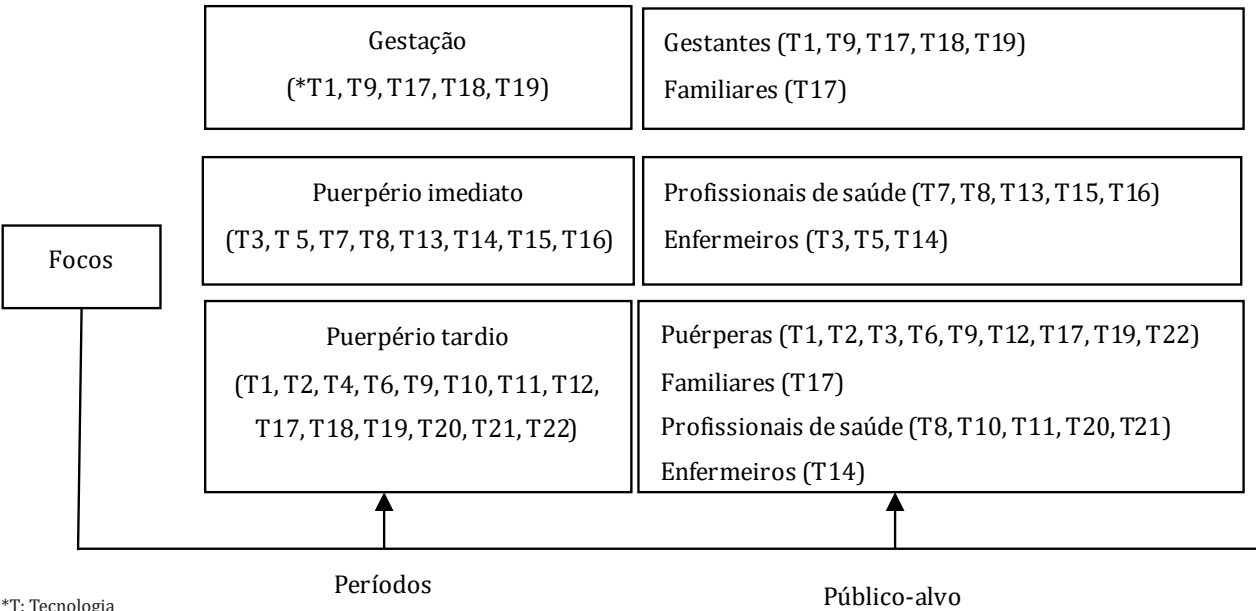 Gestação
(*T1, T9, T17, T18, T19)
Gestantes (T1, T9, T17, T18, T19)
Familiares (T17)
Puerpério imediato
(T3, T 5, T7, T8, T13, T14, T15, T16)
Profissionais de saúde (T7, T8, T13, T15, T16)
Enfermeiros (T3, T5, T14)
Focos
Puerpério tardio
(T1, T2, T4, T6, T9, T10, T11, T12,
T17, T18, T19, T20, T21, T22)
Puérperas (T1, T2, T3, T6, T9, T12, T17, T19, T22)
Familiares (T17)
Profissionais de saúde (T8, T10, T11, T20, T21)
Enfermeiros (T14)
Períodos
Público-alvo
*T: Tecnologia